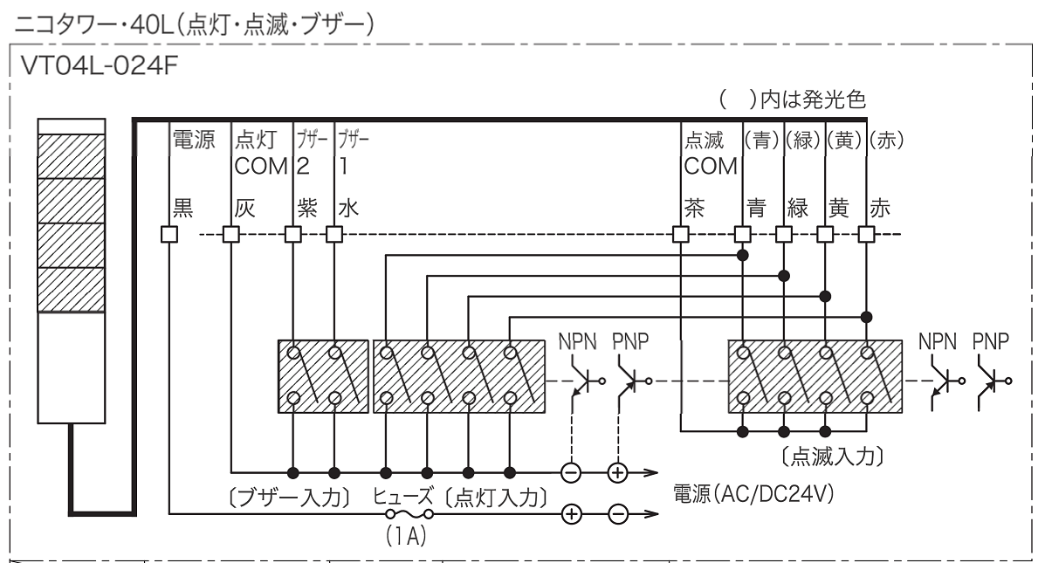 ニコタワー・40L(点灯・点滅・ブザー)
VT04L-024F
( )内は発光色
電源 点灯 ブザー ブザー 点滅 (青) (緑) (黄) (赤)
COM 2 1 COM
黒 灰 紫 水 茶 青 緑 黄 赤
NPN PNP NPN PNP
〔点滅入力〕
− +
〔ブザー入力〕 ヒューズ 〔点灯入力〕 電源(AC/DC24V)
+ −
(1A)